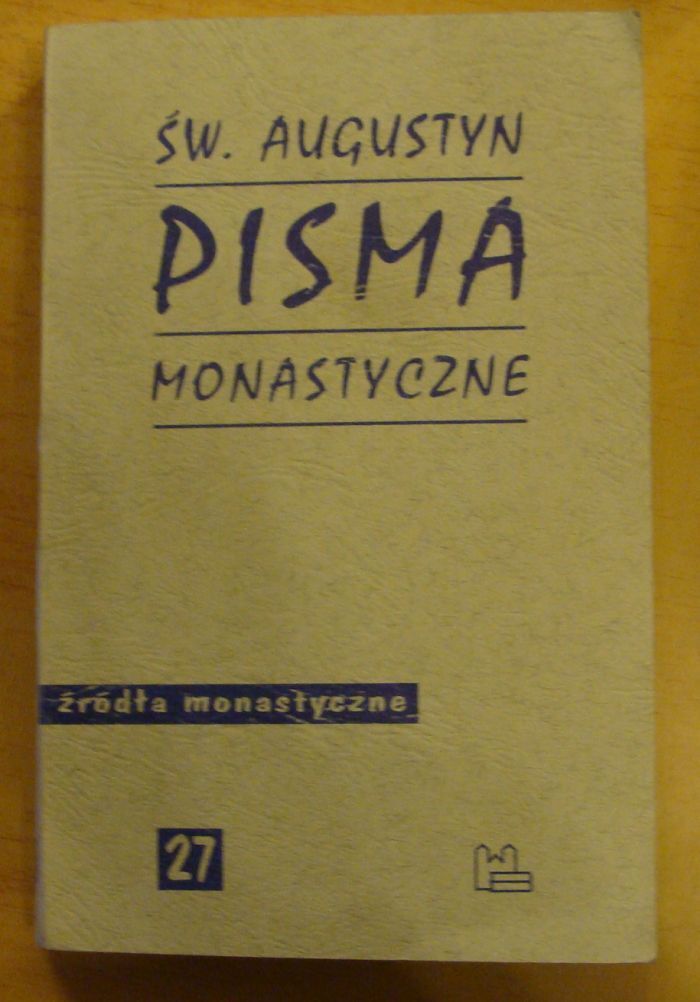 ŚW. AUGUSTYN
PISMA
MONASTYCZNE
źródła monastyczne
27